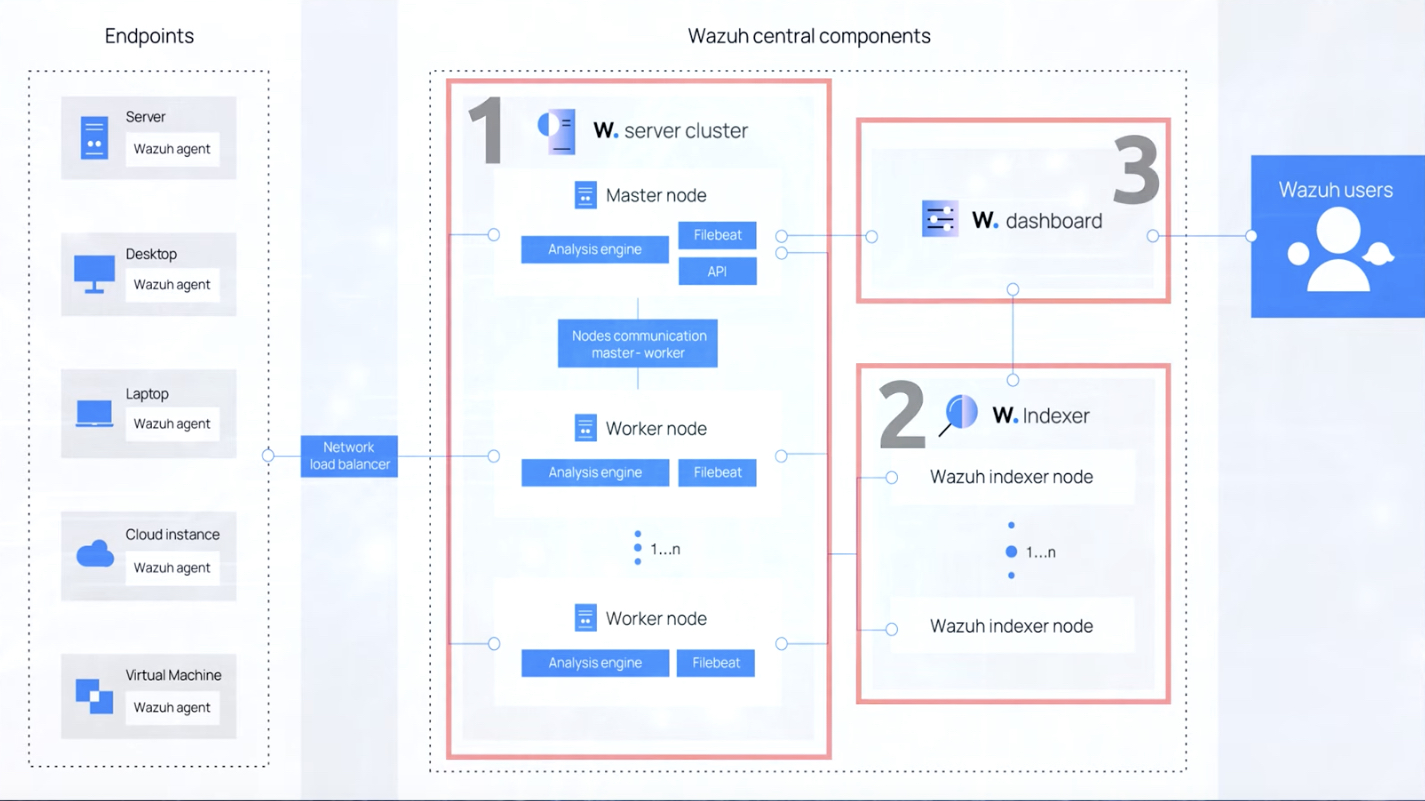 Endpoints
Server
Wazuh agent
Desktop
Wazuh agent
Laptop
Wazuh agent
Cloud instance
Wazuh agent
Virtual Machine
Wazuh agent
Network
load balancer
Wazuh central components
1
W. server cluster
Master node
Analysis engine
Filebeat
API
Nodes communication
master- worker
Worker node
Analysis engine
Filebeat
1...n
Worker node
Analysis engine
Filebeat
3
W. dashboard
2
W. Indexer
Wazuh indexer node
1...n
Wazuh indexer node
Wazuh users